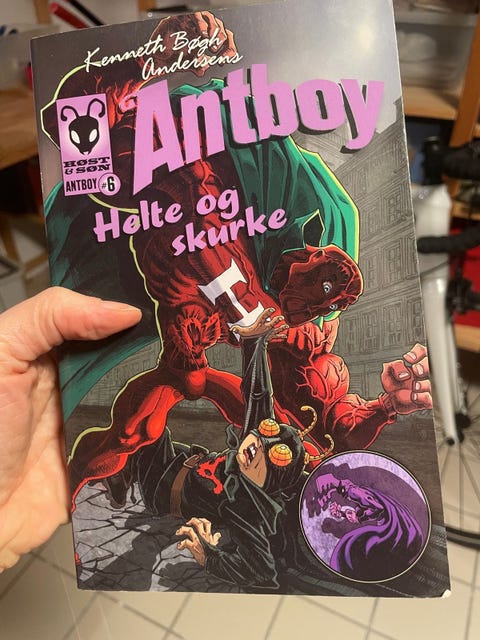 Kenneth Bøgh
Andersens
Antboy
HØST
& SØN
ANTBOY #6
Helte og
skurke